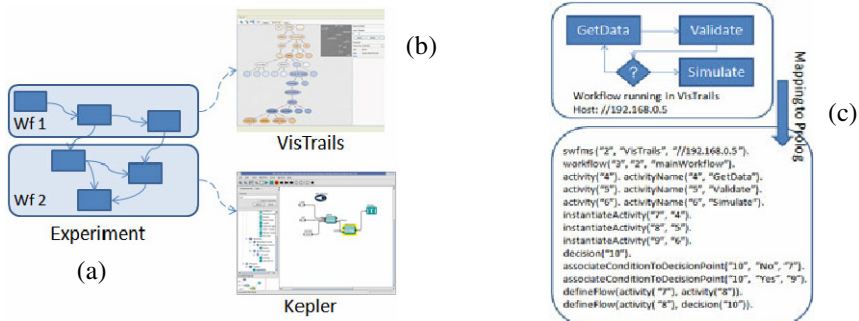 Wf 1
Wf 2
Experiment
(a)
(b)
VisTrails
Kepler
GetData
Validate
?
Simulate
Workflow running in VisTrails
Host: //192.168.0.5
Mapping to Prolog
(c)
swfms("2", "VisTrails", "//192.168.0.5").
workflow("3", "2", "mainWorkflow").
activity("4"). activityName("4", "GetData").
activity("5"). activityName("5", "Validate").
activity("6"). activityName("6", "Simulate").
instantiateActivity("7", "4").
instantiateActivity("8", "5").
instantiateActivity("9", "6").
decision("10").
associateConditionToDecisionPoint("10", "No", "7").
associateConditionToDecisionPoint("10", "Yes", "9").
defineFlow(activity( "7"), activity("8")).
defineFlow(activity( "8"), decision("10")).